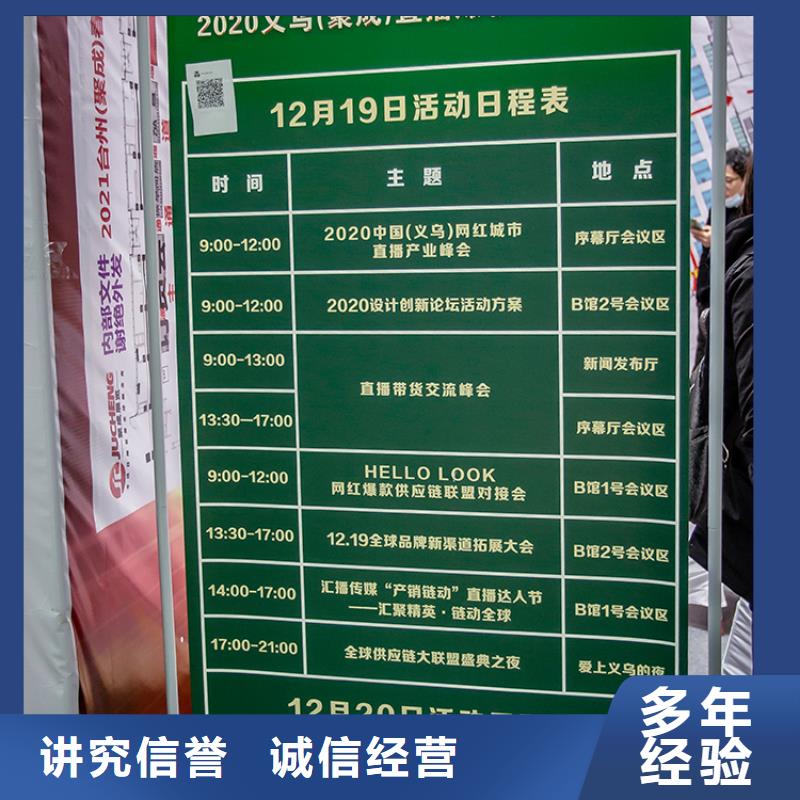 2020义乌(聚成)直播
12月19日活动日程表
时间 主题 地点
9:00-12:00 2020中国(义乌)网红城市 序幕厅会议区
直播产业峰会
9:00-12:00 2020设计创新论坛活动方案 B馆2号会议区
9:00-13:00 新闻发布厅
直播带货交流峰会
13:30—17:00 序幕厅会议区
9:00-12:00 HELLO LOOK B馆1号会议区
网红爆款供应链联盟对接会
13:30-17:00 12.19全球品牌新渠道拓展大会 B馆2号会议区
14:00-17:00 汇播传媒“产销链动”直播达人节 B馆1号会议区
——汇聚精英·链动全球
17:00-21:00 全球供应链大联盟盛典之夜 爱上义乌的夜
12月20日活动
2021台州(聚成)
内部文件
谢绝外发
JUCHENG
讲究信誉 诚信经营
多年
经验